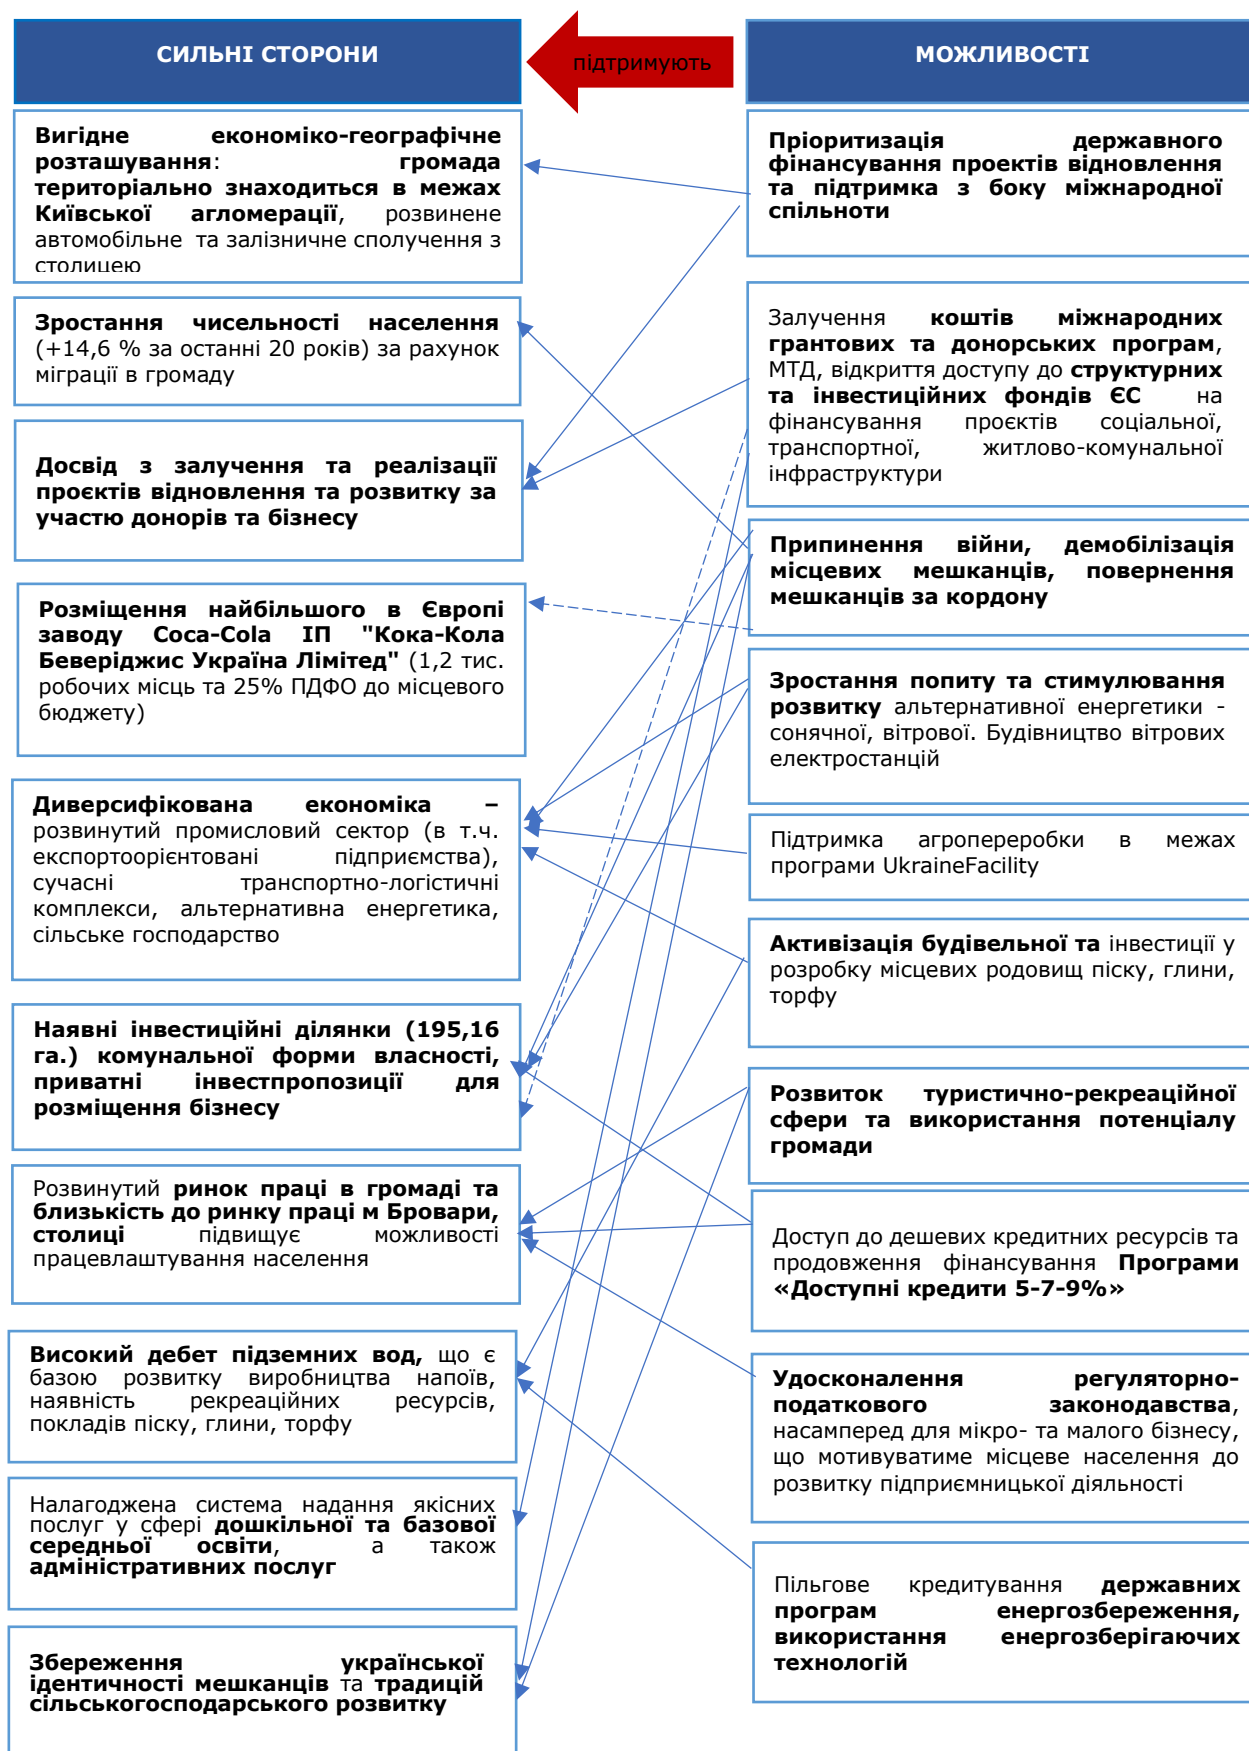 СИЛЬНІ СТОРОНИ
підтримують
МОЖЛИВОСТІ
Вигідне економіко-географічне
розташування: громада
територіально знаходиться в межах
Київської агломерації, розвинене
автомобільне та залізничне сполучення з
столицею
Зростання чисельності населення
(+14,6 % за останні 20 років) за рахунок
міграції в громаду
Досвід з залучення та реалізації
проєктів відновлення та розвитку за
участю донорів та бізнесу
Розміщення найбільшого в Європі
заводу Coca-Cola ІП "Кока-Кола
Беверіджис Україна Лімітед" (1,2 тис.
робочих місць та 25% ПДФО до місцевого
бюджету)
Диверсифікована економіка –
розвинутий промисловий сектор (в т.ч.
експортоорієнтовані підприємства),
сучасні транспортно-логістичні
комплекси, альтернативна енергетика,
сільське господарство
Наявні інвестиційні ділянки (195,16
га.) комунальної форми власності,
приватні інвестпропозиції для
розміщення бізнесу
Розвинутий ринок праці в громаді та
близькість до ринку праці м Бровари,
столиці підвищує можливості
працевлаштування населення
Високий дебет підземних вод, що є
базою розвитку виробництва напоїв,
наявність рекреаційних ресурсів,
покладів піску, глини, торфу
Налагоджена система надання якісних
послуг у сфері дошкільної та базової
середньої освіти, а також
адміністративних послуг
Збереження української
ідентичності мешканців та традицій
сільськогосподарського розвитку
Пріоритизація державного
фінансування проектів відновлення
та підтримка з боку міжнародної
спільноти
Залучення коштів міжнародних
грантових та донорських програм,
МТД, відкриття доступу до структурних
та інвестиційних фондів ЄС на
фінансування проєктів соціальної,
транспортної, житлово-комунальної
інфраструктури
Припинення війни, демобілізація
місцевих мешканців, повернення
мешканців за кордону
Зростання попиту та стимулювання
розвитку альтернативної енергетики -
сонячної, вітрової. Будівництво вітрових
електростанцій
Підтримка агропереробки в межах
програми UkraineFacility
Активізація будівельної та інвестиції у
розробку місцевих родовищ піску, глини,
торфу
Розвиток туристично-рекреаційної
сфери та використання потенціалу
громади
Доступ до дешевих кредитних ресурсів та
продовження фінансування Програми
«Доступні кредити 5-7-9%»
Удосконалення регуляторно-
податкового законодавства,
насамперед для мікро- та малого бізнесу,
що мотивуватиме місцеве населення до
розвитку підприємницької діяльності
Пільгове кредитування державних
програм енергозбереження,
використання енергозберігаючих
технологій